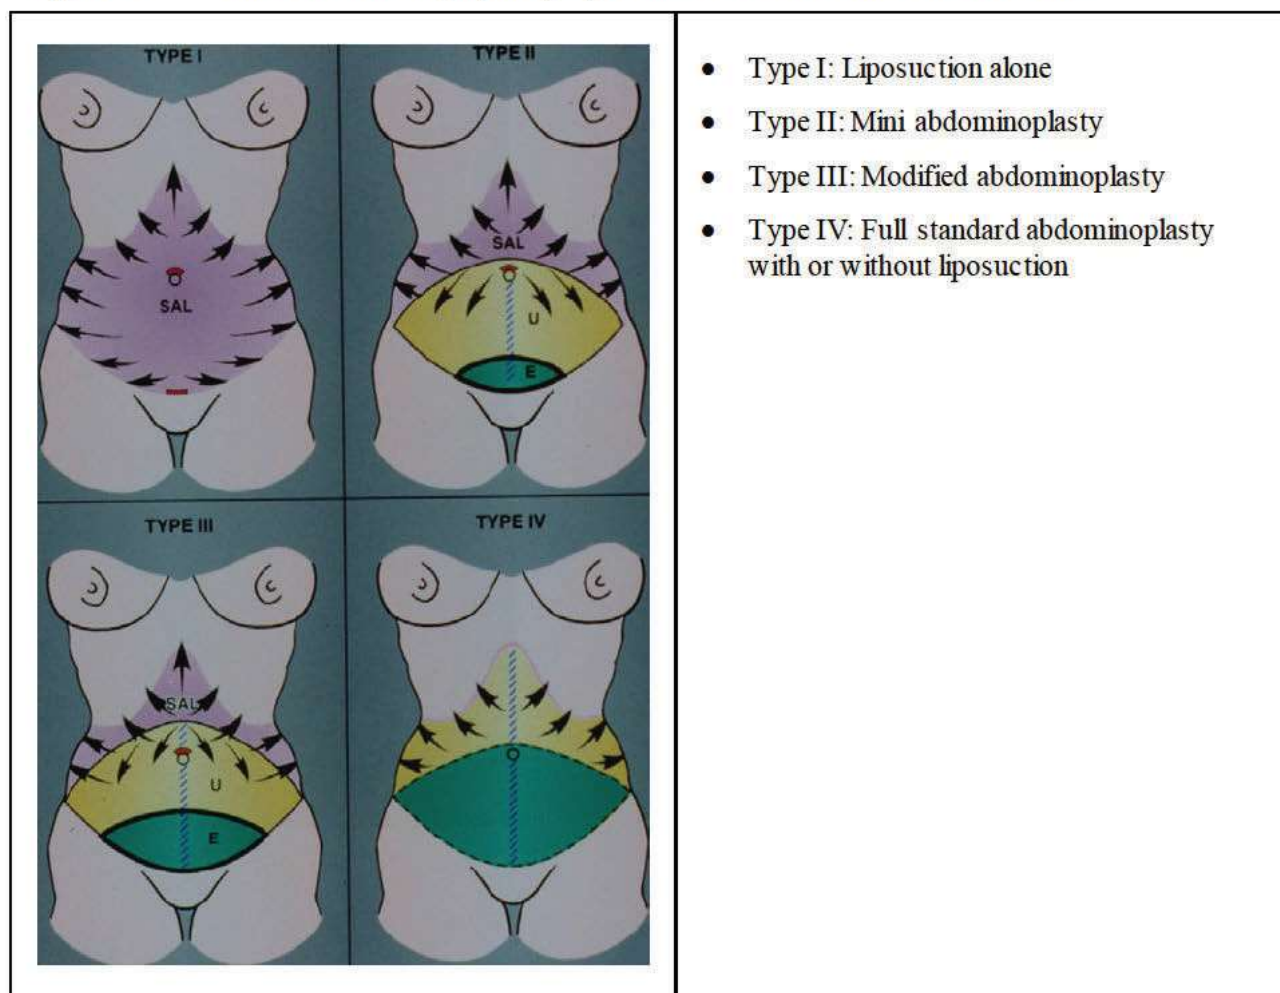 TYPE I
TYPE II
SAL
SAL
U
E
TYPE III
TYPE IV
SAL
U
E
● Type I: Liposuction alone
● Type II: Mini abdominoplasty
● Type III: Modified abdominoplasty
● Type IV: Full standard abdominoplasty
with or without liposuction